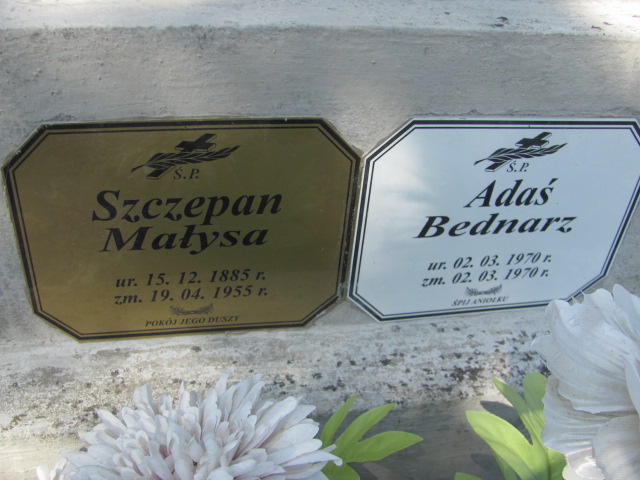 Ś.P.
Szczepan
Małysa
ur. 15. 12. 1885 r.
zm. 19. 04. 1955 r.
POKÓJ JEGO DUSZY
Ś.P.
Adaś
Bednarz
ur. 02. 03. 1970 r.
zm. 02. 03. 1970 r.
ŚPIJ ANIOŁKU